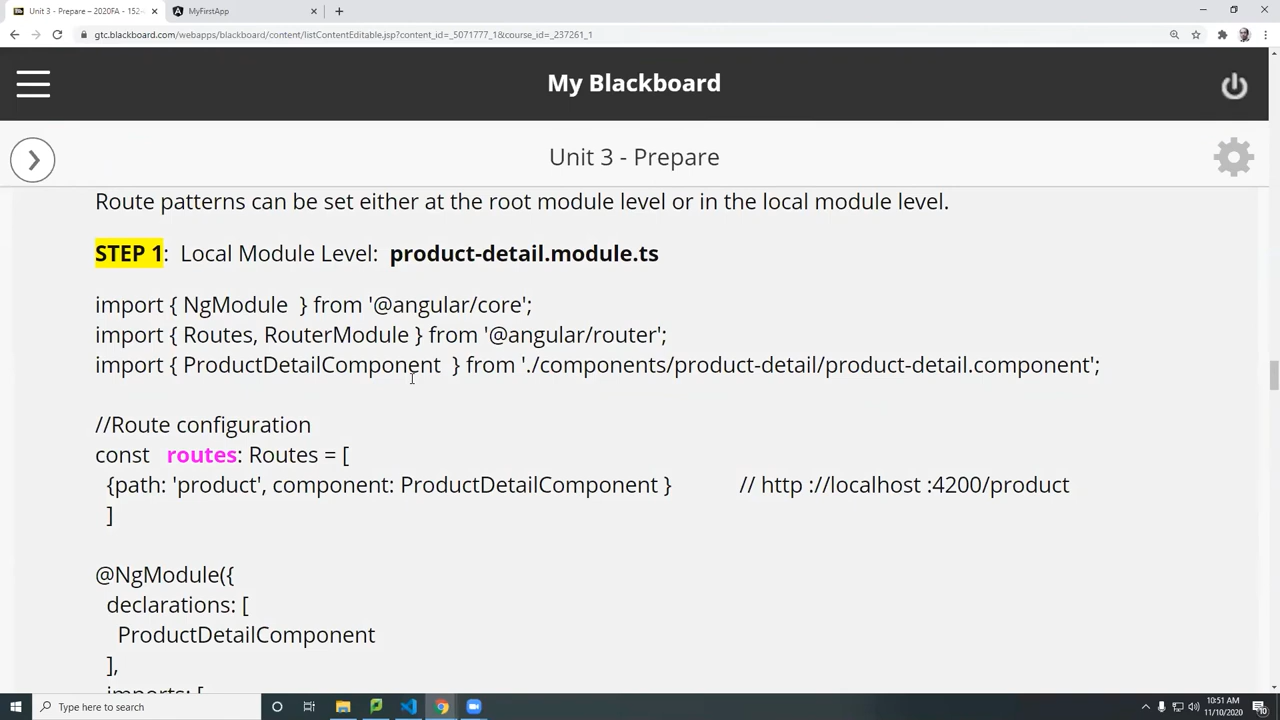 Unit 3 - Prepare – 2020FA - 152-
MyFirstApp
gtc.blackboard.com/webapps/blackboard/content/listContentEditable.jsp?content_id=_5071777_1&course_id=_237261_1
My Blackboard
Unit 3 - Prepare
Route patterns can be set either at the root module level or in the local module level.
STEP 1:  Local Module Level:  product-detail.module.ts
import { NgModule  } from '@angular/core';
import { Routes, RouterModule } from '@angular/router';
import { ProductDetailComponent  } from './components/product-detail/product-detail.component';
//Route configuration
const   routes: Routes = [
{path: 'product', component: ProductDetailComponent }          // http ://localhost :4200/product
]
@NgModule({
declarations: [
ProductDetailComponent
],
imports: [
Type here to search
10:51 AM
11/10/2020